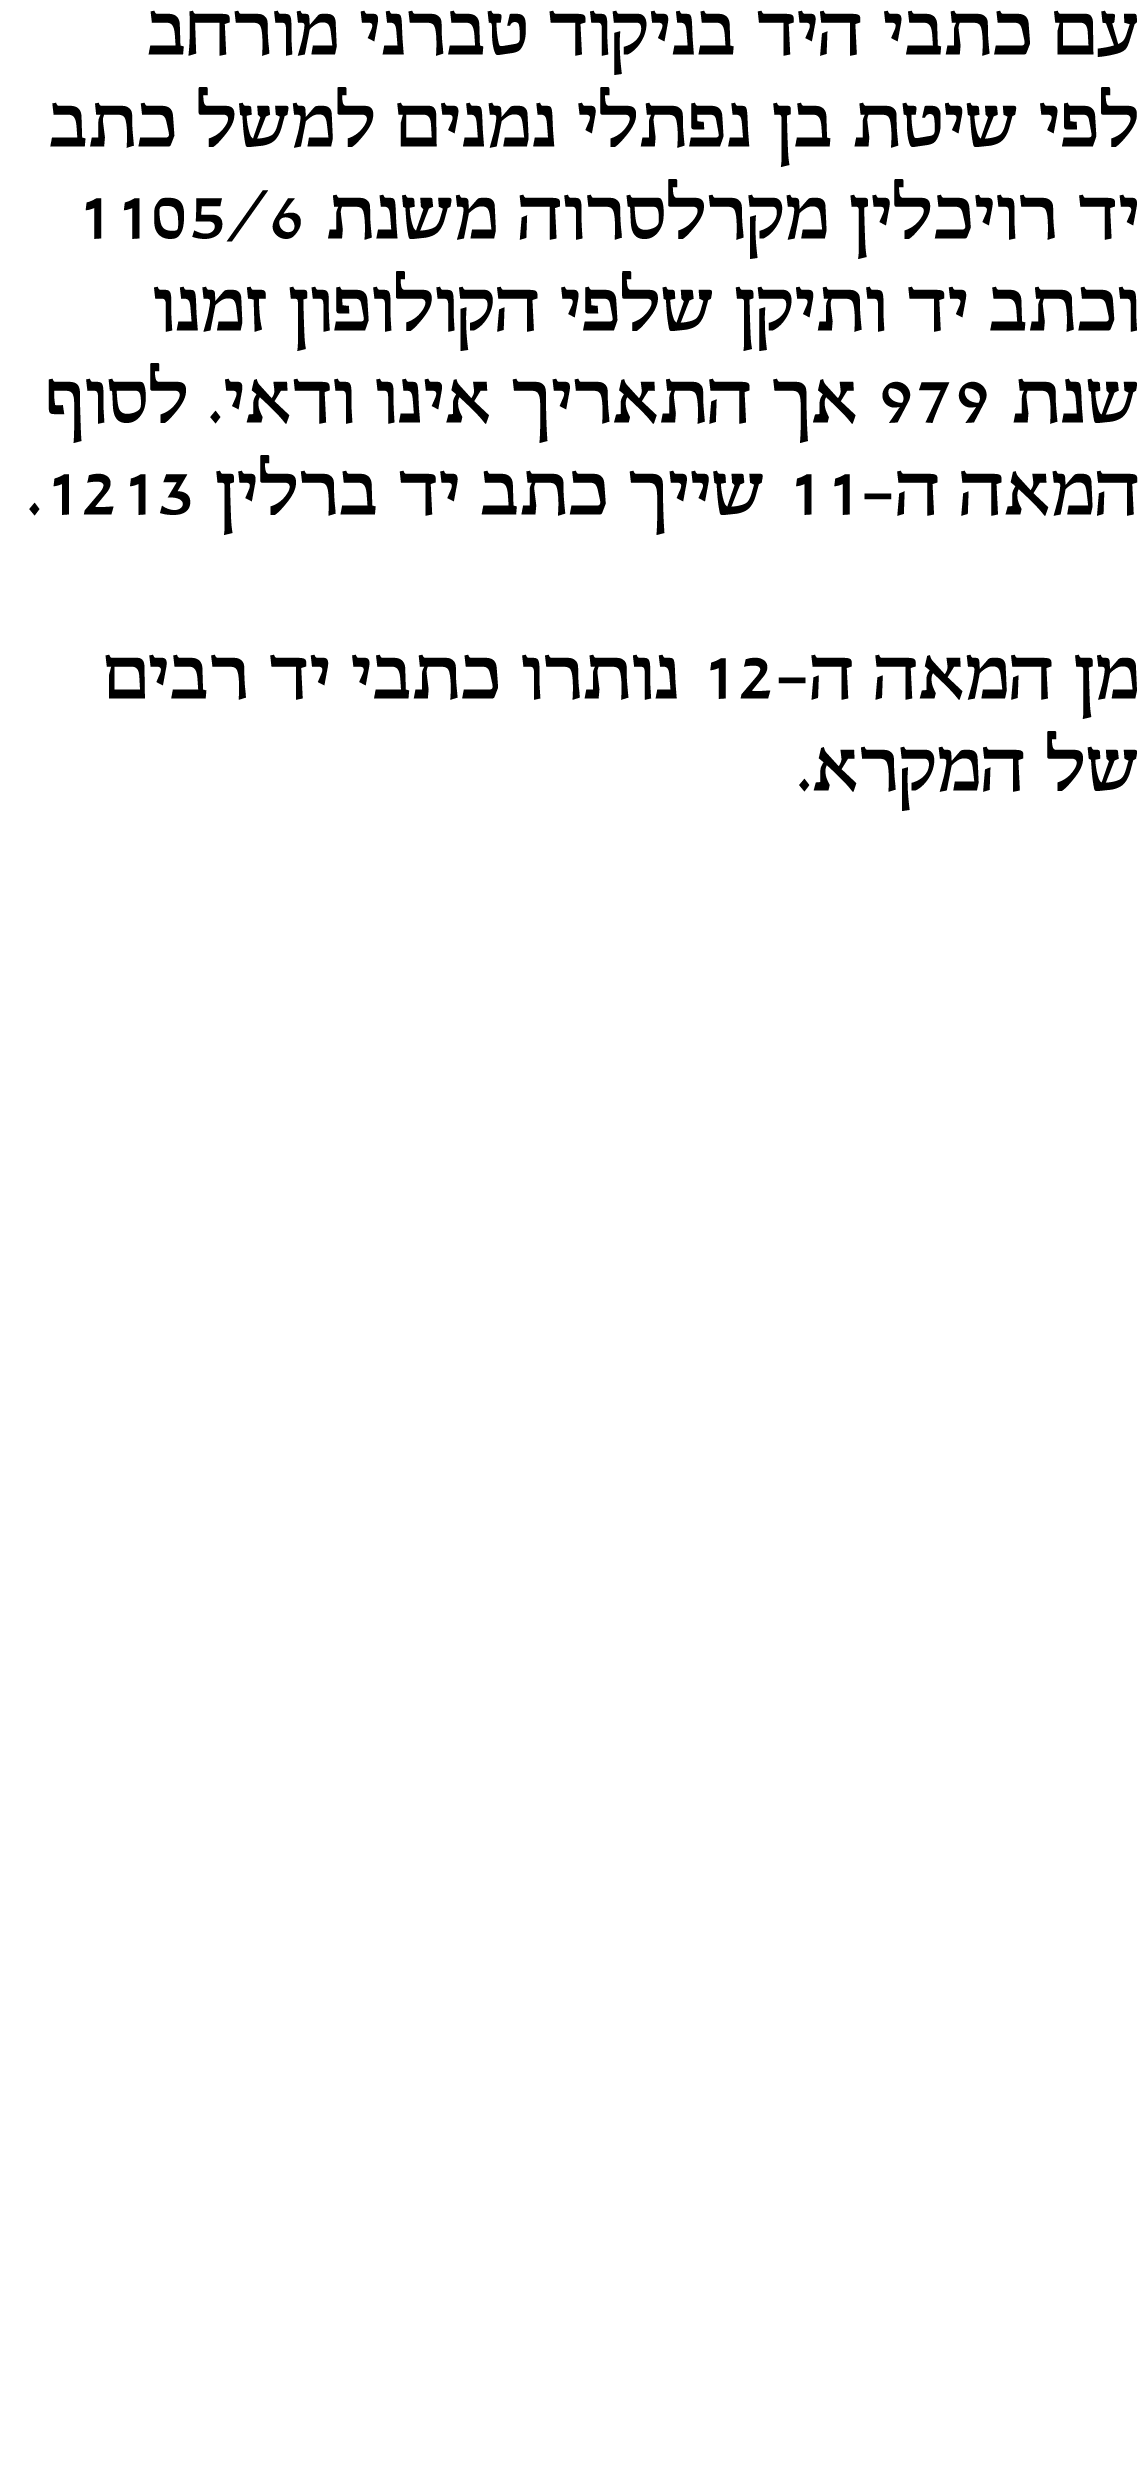 עם כתבי היד בניקוד טברני מורחב
לפי שיטת בן נפתלי נמנים למשל כתב
יד רויכלין מקרלסרוה משנת 1105/6
וכתב יד ותיקן שלפי הקולופון זמנו
שנת 979 אך התאריך אינו ודאי. לסוף
המאה ה-11 שייך כתב יד ברלין 1213.
מן המאה ה-12 נותרו כתבי יד רבים
של המקרא.